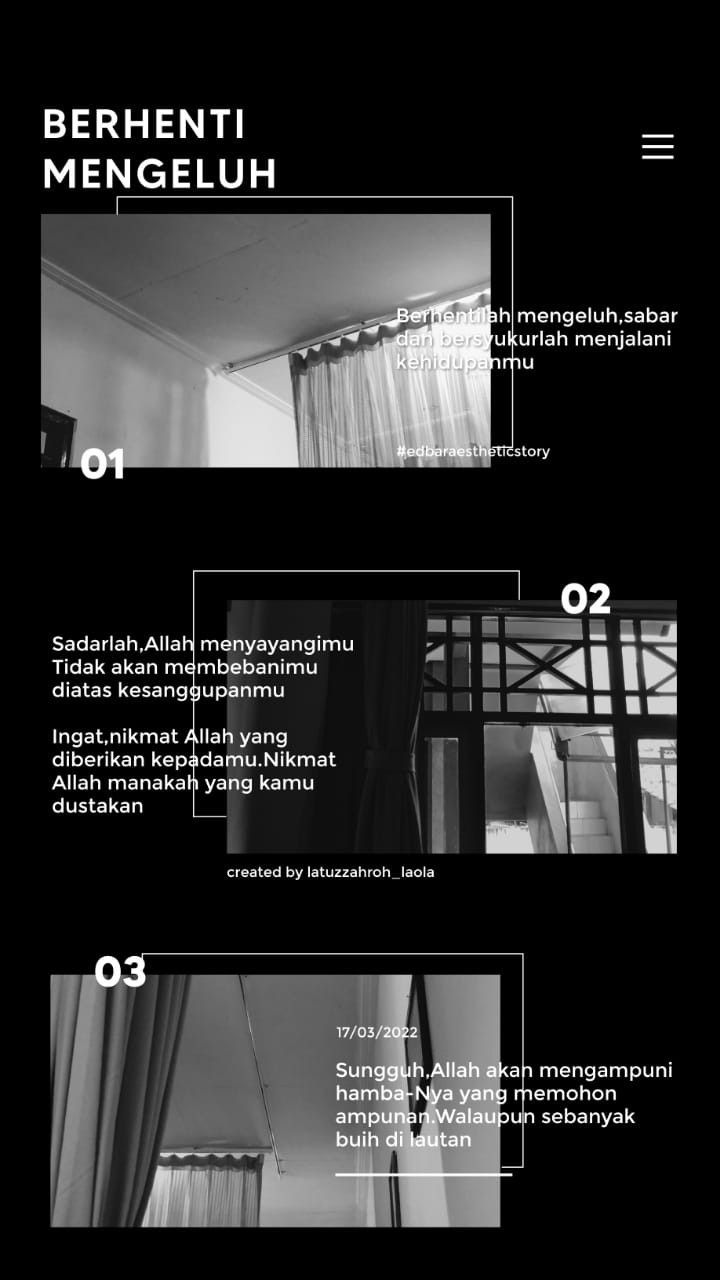 BERHENTI
MENGELUH
Berhentilah mengeluh,sabar
dan bersyukurlah menjalani
kehidupanmu
#edbaraestheticstory
01
02
Sadarlah,Allah menyayangimu
Tidak akan membebanimu
diatas kesanggupanmu
Ingat,nikmat Allah yang
diberikan kepadamu.Nikmat
Allah manakah yang kamu
dustakan
created by latuzzahroh_laola
03
17/03/2022
Sungguh,Allah akan mengampuni
hamba-Nya yang memohon
ampunan.Walaupun sebanyak
buih di lautan